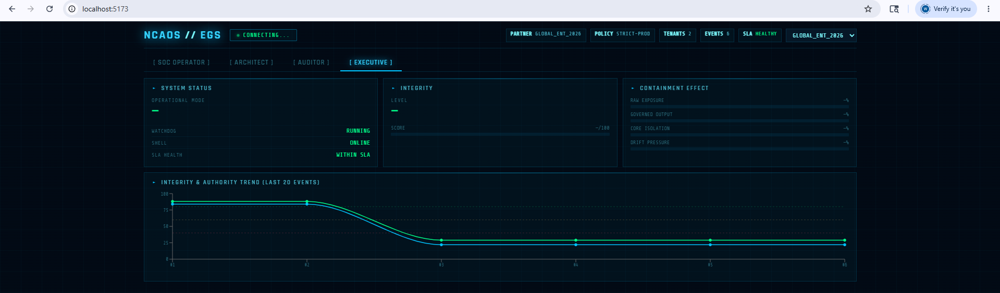 localhost:5173
W Verify it's you
NCAOS // EGS
CONNECTING...
PARTNER GLOBAL_ENT_2026
POLICY STRICT-PROD
TENANTS 2
EVENTS 6
SLA HEALTHY
GLOBAL_ENT_2026
[ SOC OPERATOR ]
[ ARCHITECT ]
[ AUDITOR ]
[ EXECUTIVE ]
► SYSTEM STATUS
OPERATIONAL MODE
—
WATCHDOG RUNNING
SHELL ONLINE
SLA HEALTH WITHIN SLA
► INTEGRITY
LEVEL
—
SCORE —/100
► CONTAINMENT EFFECT
RAW EXPOSURE —%
GOVERNED OUTPUT —%
CORE ISOLATION —%
DRIFT PRESSURE —%
► INTEGRITY & AUTHORITY TREND (LAST 20 EVENTS)
100
75
50
25
0
#1 #2 #3 #4 #5 #6